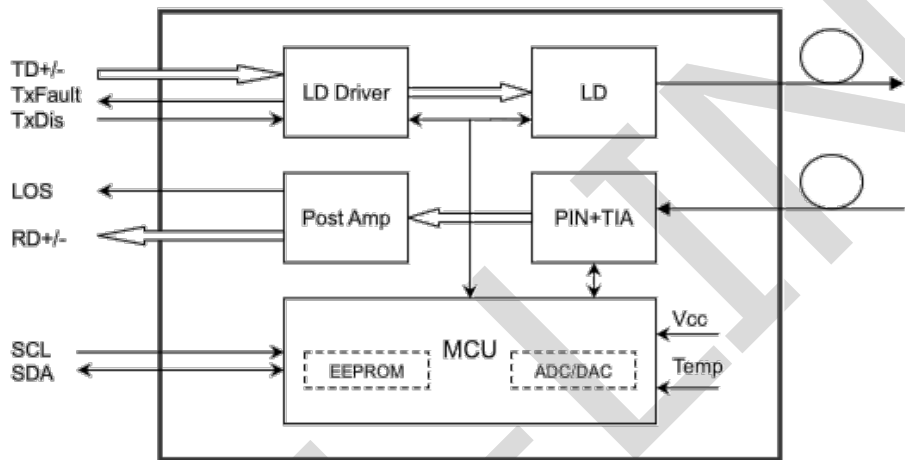 TD+/-
TxFault
TxDis
LD Driver
LD
LOS
RD+/-
Post Amp
PIN+TIA
SCL
SDA
MCU
EEPROM
ADC/DAC
Vcc
Temp